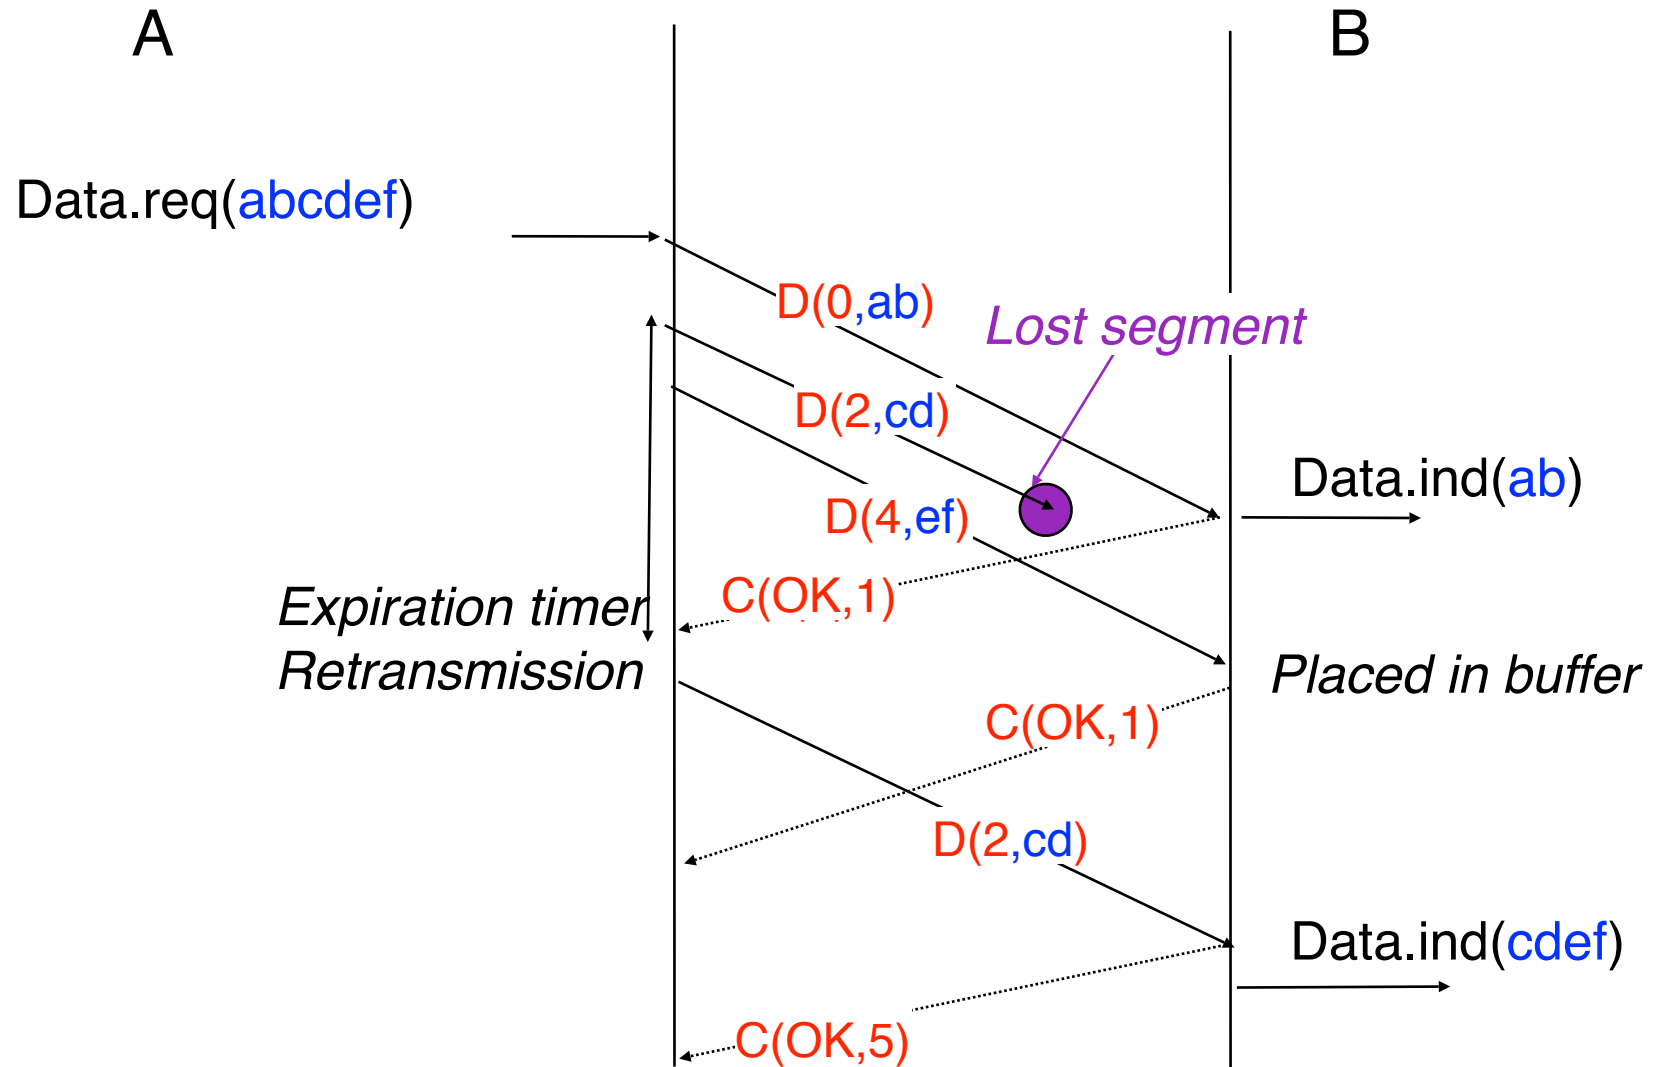 A
B
Data.req(abcdef)
D(0,ab)
Lost segment
D(2,cd)
Data.ind(ab)
D(4,ef)
C(OK,1)
Expiration timer
Retransmission
Placed in buffer
C(OK,1)
D(2,cd)
Data.ind(cdef)
C(OK,5)